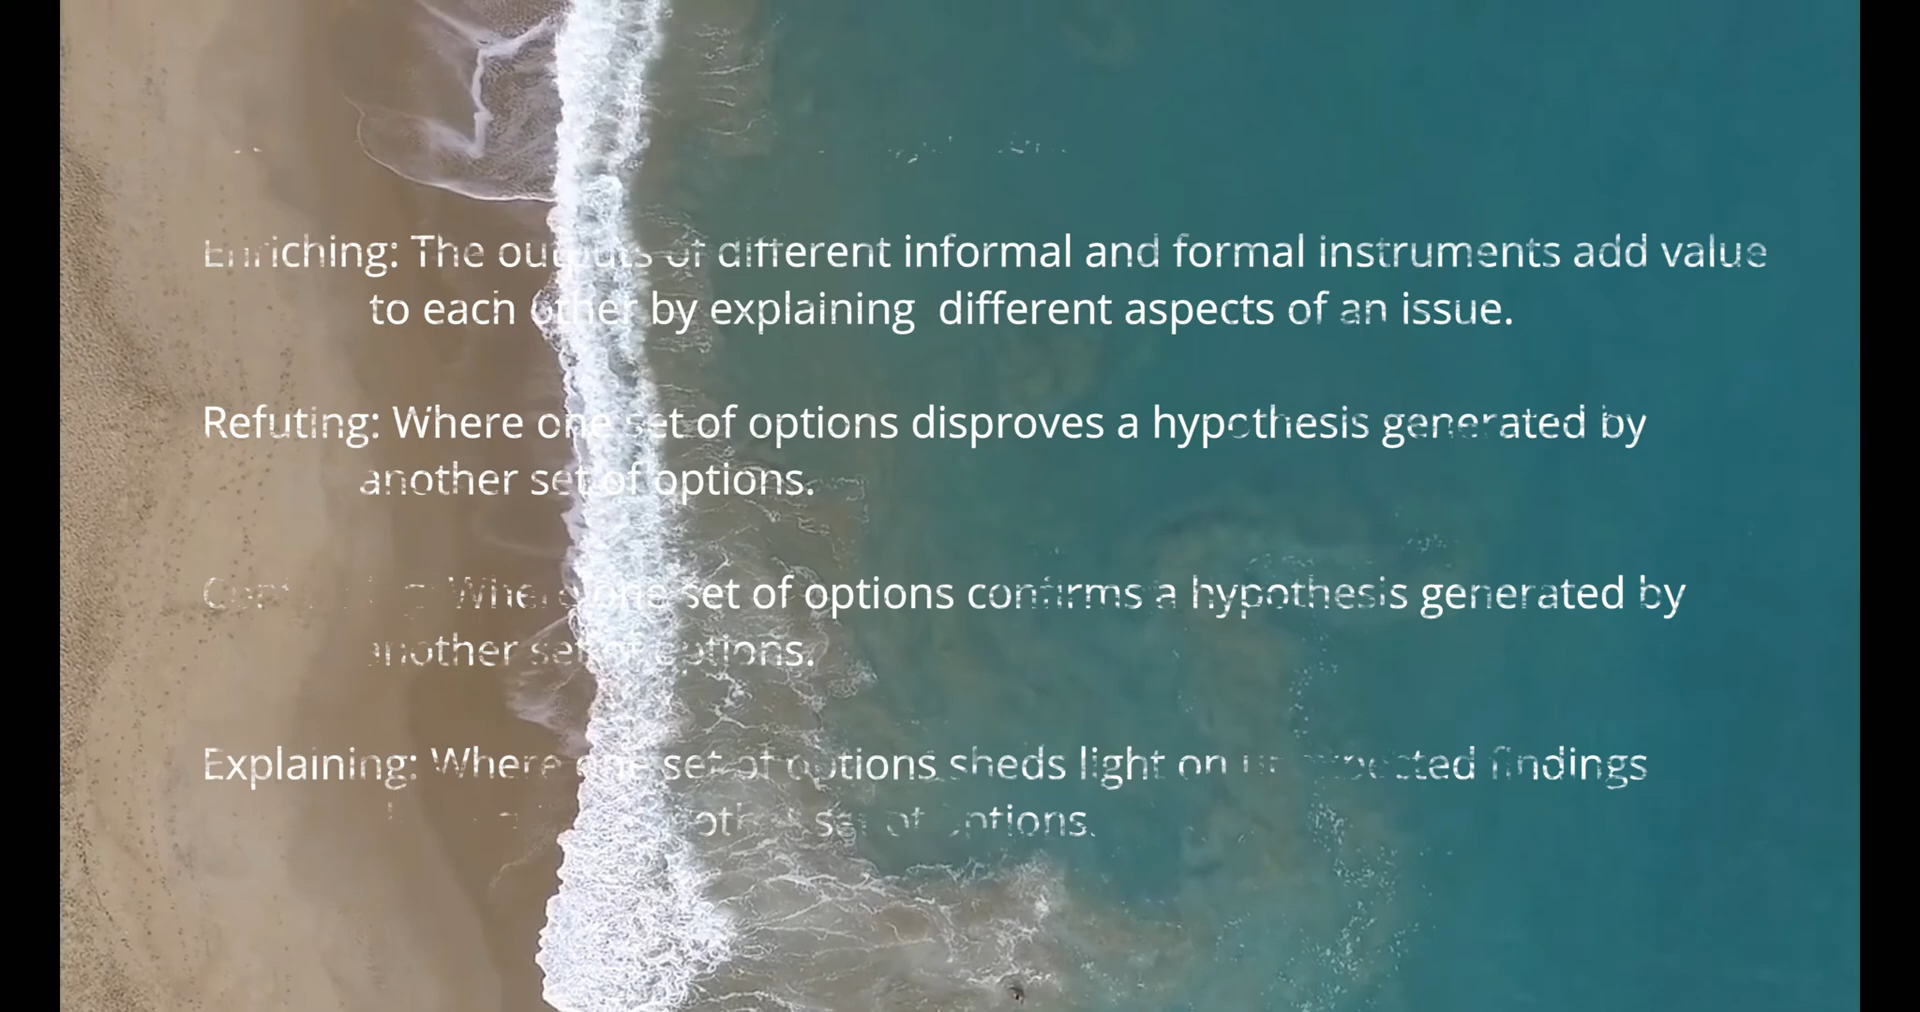 Enriching: The outputs of different informal and formal instruments add value
to each other by explaining different aspects of an issue.
Refuting: Where one set of options disproves a hypothesis generated by
another set of options.
Where one set of options confirms a hypothesis generated by
another set of options.
Explaining: Where one set of options sheds light on unexpected findings
set of options.